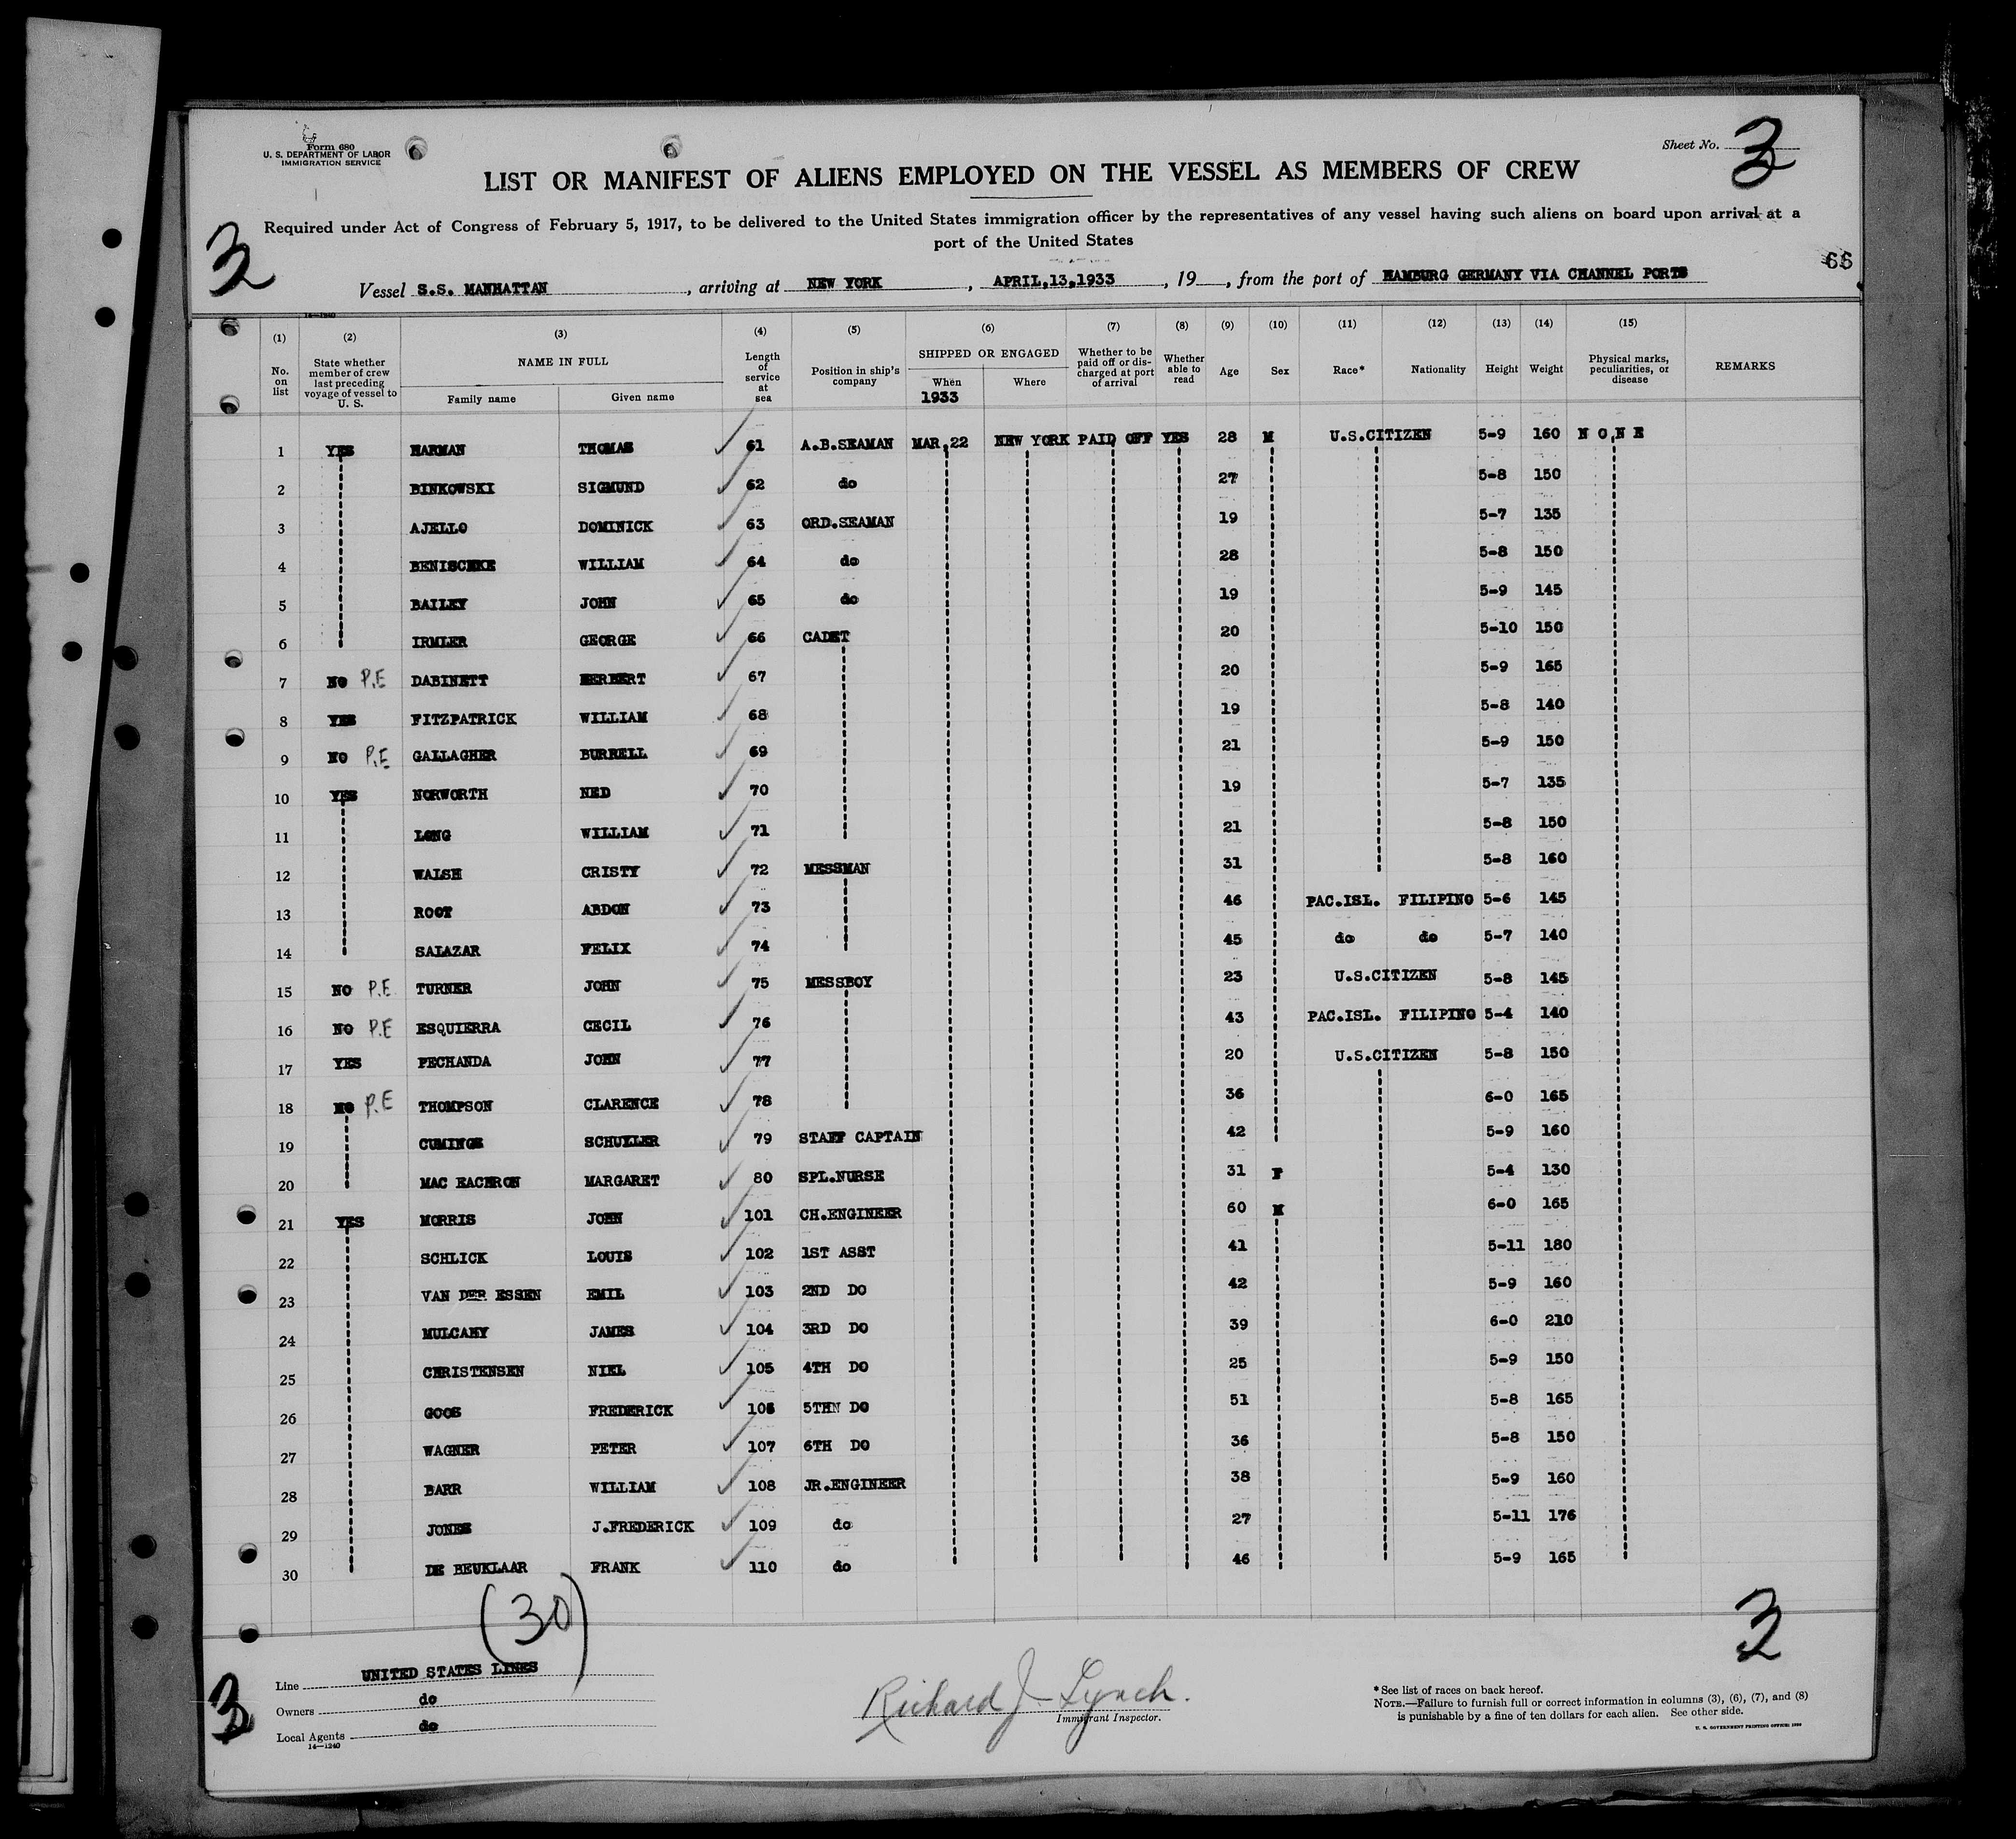 Form 680
U. S. DEPARTMENT OF LABOR
IMMIGRATION SERVICE
Sheet No. 3
LIST OR MANIFEST OF ALIENS EMPLOYED ON THE VESSEL AS MEMBERS OF CREW
Required under Act of Congress of February 5, 1917, to be delivered to the United States immigration officer by the representatives of any vessel having such aliens on board upon arrival at a
port of the United States
3
66
Vessel S.S. MANHATTAN, arriving at NEW YORK, APRIL,13,1933, 19, from the port of HAMBURG GERMANY VIA CHANNEL PORTS
14—1240
(1) (2) (3) (4) (5) (6) (7) (8) (9) (10) (11) (12) (13) (14) (15)
No. on list State whether member of crew last preceding voyage of vessel to U. S. NAME IN FULL Family name Given name Length of service at sea Position in ship's company SHIPPED OR ENGAGED When 1933 Where Whether to be paid off or discharged at port of arrival Whether able to read Age Sex Race* Nationality Height Weight Physical marks, peculiarities, or disease REMARKS
1 YES HARMAN THOMAS 61 A.B.SEAMAN MAR,22 NEW YORK PAID OFF YES 28 M U.S.CITIZEN 5-9 160 NONE
2 BINKOWSKI SIGMUND 62 do 27 5-8 150
3 AJELLO DOMINICK 63 ORD.SEAMAN 19 5-7 135
4 BENISCHKE WILLIAM 64 do 28 5-8 150
5 BAILEY JOHN 65 do 19 5-9 145
6 IRMLER GEORGE 66 CADET 20 5-10 150
7 NO P.E DABINETT HERBERT 67 20 5-9 165
8 YES FITZPATRICK WILLIAM 68 19 5-8 140
9 NO P.E GALLAGHER BURRELL 69 21 5-9 150
10 YES NORWORTH NED 70 19 5-7 135
11 LONG WILLIAM 71 21 5-8 150
12 WALSH CRISTY 72 MESSMAN 31 5-8 160
13 ROOT ABDON 73 46 PAC.ISL. FILIPINO 5-6 145
14 SALAZAR FELIX 74 45 do do 5-7 140
15 NO P.E TURNER JOHN 75 MESSBOY 23 U.S.CITIZEN 5-8 145
16 NO P.E ESQUIERRA CECIL 76 43 PAC.ISL. FILIPINO 5-4 140
17 YES PECHANDA JOHN 77 20 U.S.CITIZEN 5-8 150
18 NO P.E THOMPSON CLARENCE 78 36 6-0 165
19 CUMINGS SCHULLER 79 STAFF CAPTAIN 42 5-9 160
20 MAC EACHRON MARGARET 80 SPL.NURSE 31 F 5-4 130
21 YES MORRIS JOHN 101 CH.ENGINEER 60 M 6-0 165
22 SCHLICK LOUIS 102 1ST ASST 41 5-11 180
23 VAN DER ESSEN EMIL 103 2ND DO 42 5-9 160
24 MULCAHY JAMES 104 3RD DO 39 6-0 210
25 CHRISTENSEN NIEL 105 4TH DO 25 5-9 150
26 GOOS FREDERICK 106 5THN DO 51 5-8 165
27 WAGNER PETER 107 6TH DO 36 5-8 150
28 BARR WILLIAM 108 JR.ENGINEER 38 5-9 160
29 JONES J.FREDERICK 109 do 27 5-11 176
30 DE BEUKLAAR FRANK 110 do 46 5-9 165
(30)
3
3
Line UNITED STATES LINES
Owners do
Local Agents do
14—1240
Richard J. Lynch.
Immigrant Inspector.
*See list of races on back hereof.
NOTE.—Failure to furnish full or correct information in columns (3), (6), (7), and (8)
is punishable by a fine of ten dollars for each alien. See other side.